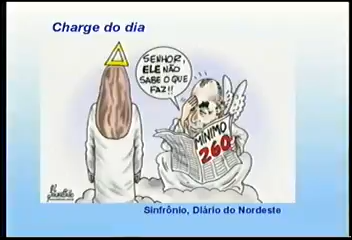 Charge do dia
SENHOR,
ELE NÃO
SABE O QUE
FAZ!!
MÍNIMO
260
Sinfrônio, Diário do Nordeste